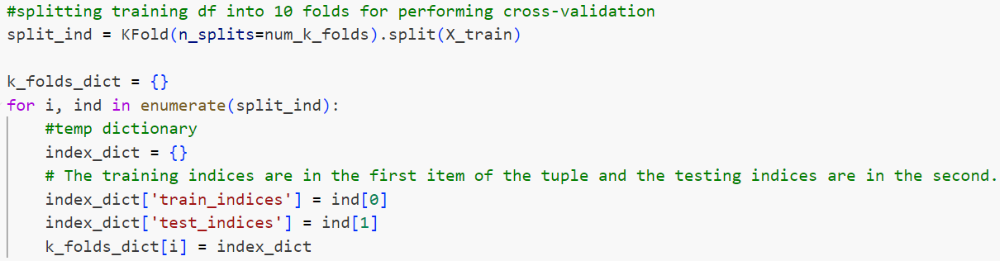 #splitting training df into 10 folds for performing cross-validation
split_ind = KFold(n_splits=num_k_folds).split(X_train)

k_folds_dict = {}
for i, ind in enumerate(split_ind):
    #temp dictionary
    index_dict = {}
    # The training indices are in the first item of the tuple and the testing indices are in the second.
    index_dict['train_indices'] = ind[0]
    index_dict['test_indices'] = ind[1]
    k_folds_dict[i] = index_dict